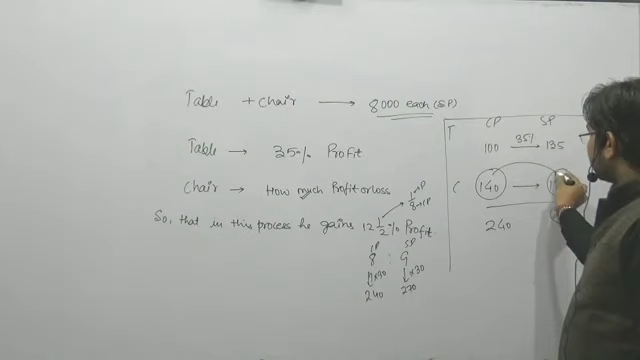 Table + Chair → 8000 each (SP)
Table → 35% Profit
Chair → How much Profit or loss
So, that in this process he gains 12 1/2 % Profit.
1 → P
8 → CP
CP SP
8 : 9
↓×30 ↓×30
240 270
CP SP
T 100 35% → 135
C 140 →
240